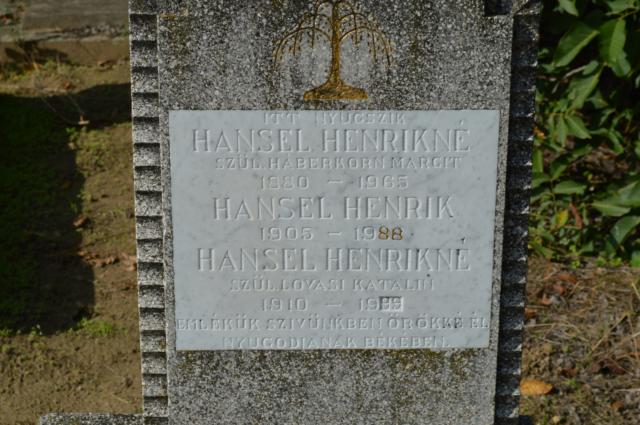 ITT NYUGSZIK
HANSEL HENRIKNÉ
SZÜL. HABERKORN MARGIT
1880 – 1965
HANSEL HENRIK
1905 – 1988
HANSEL HENRIKNÉ
SZÜL. LOVASI KATALIN
1910 –
EMLÉKÜK SZIVÜNKBEN ÖRÖKKÉ ÉL
NYUGODJANAK BÉKÉBEN.